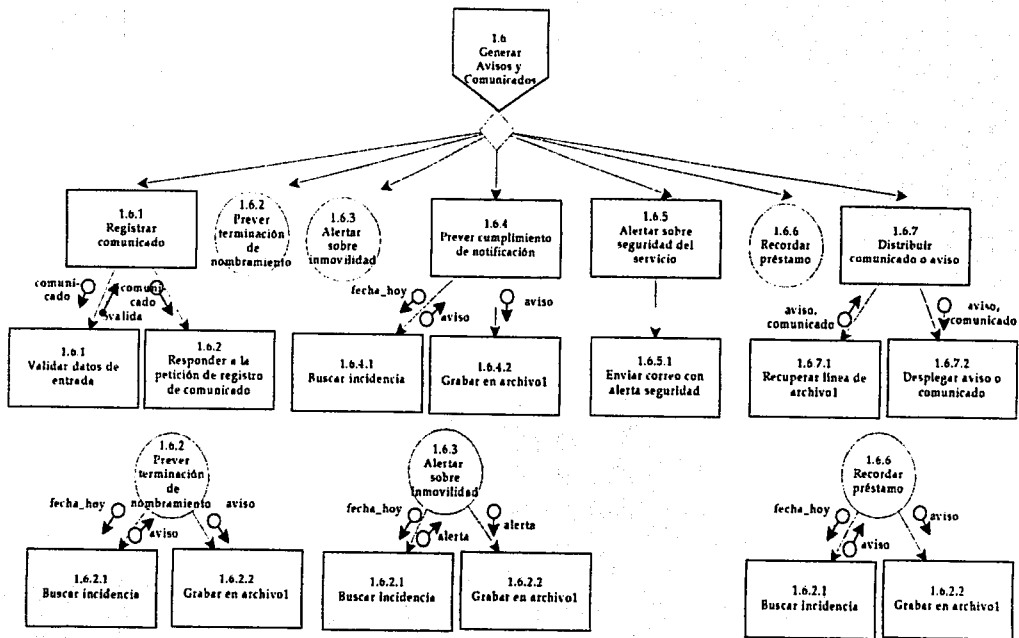 1.6
Generar
Avisos y
Comunicados
1.6.1
Registrar
comunicado
1.6.2
Prever
terminación
de
nombramiento
1.6.3
Alertar
sobre
inmovilidad
1.6.4
Prever cumplimiento
de notificación
1.6.5
Alertar sobre
seguridad del
servicio
1.6.6
Recordar
préstamo
1.6.7
Distribuir
comunicado o aviso
comuni-
cado
comuni-
cado
valida
fecha_hoy
aviso
aviso
aviso,
comunicado
aviso,
comunicado
1.6.1
Validar datos de
entrada
1.6.2
Responder a la
petición de registro
de comunicado
1.6.4.1
Buscar incidencia
1.6.4.2
Grabar en archivo1
1.6.5.1
Enviar correo con
alerta seguridad
1.6.7.1
Recuperar línea de
archivo1
1.6.7.2
Desplegar aviso o
comunicado
1.6.2
Prever
terminación
de
nombramiento
fecha_hoy
aviso
aviso
1.6.2.1
Buscar incidencia
1.6.2.2
Grabar en archivo1
1.6.3
Alertar
sobre
inmovilidad
fecha_hoy
alerta
alerta
1.6.2.1
Buscar incidencia
1.6.2.2
Grabar en archivo1
1.6.6
Recordar
préstamo
fecha_hoy
aviso
aviso
1.6.2.1
Buscar incidencia
1.6.2.2
Grabar en archivo1